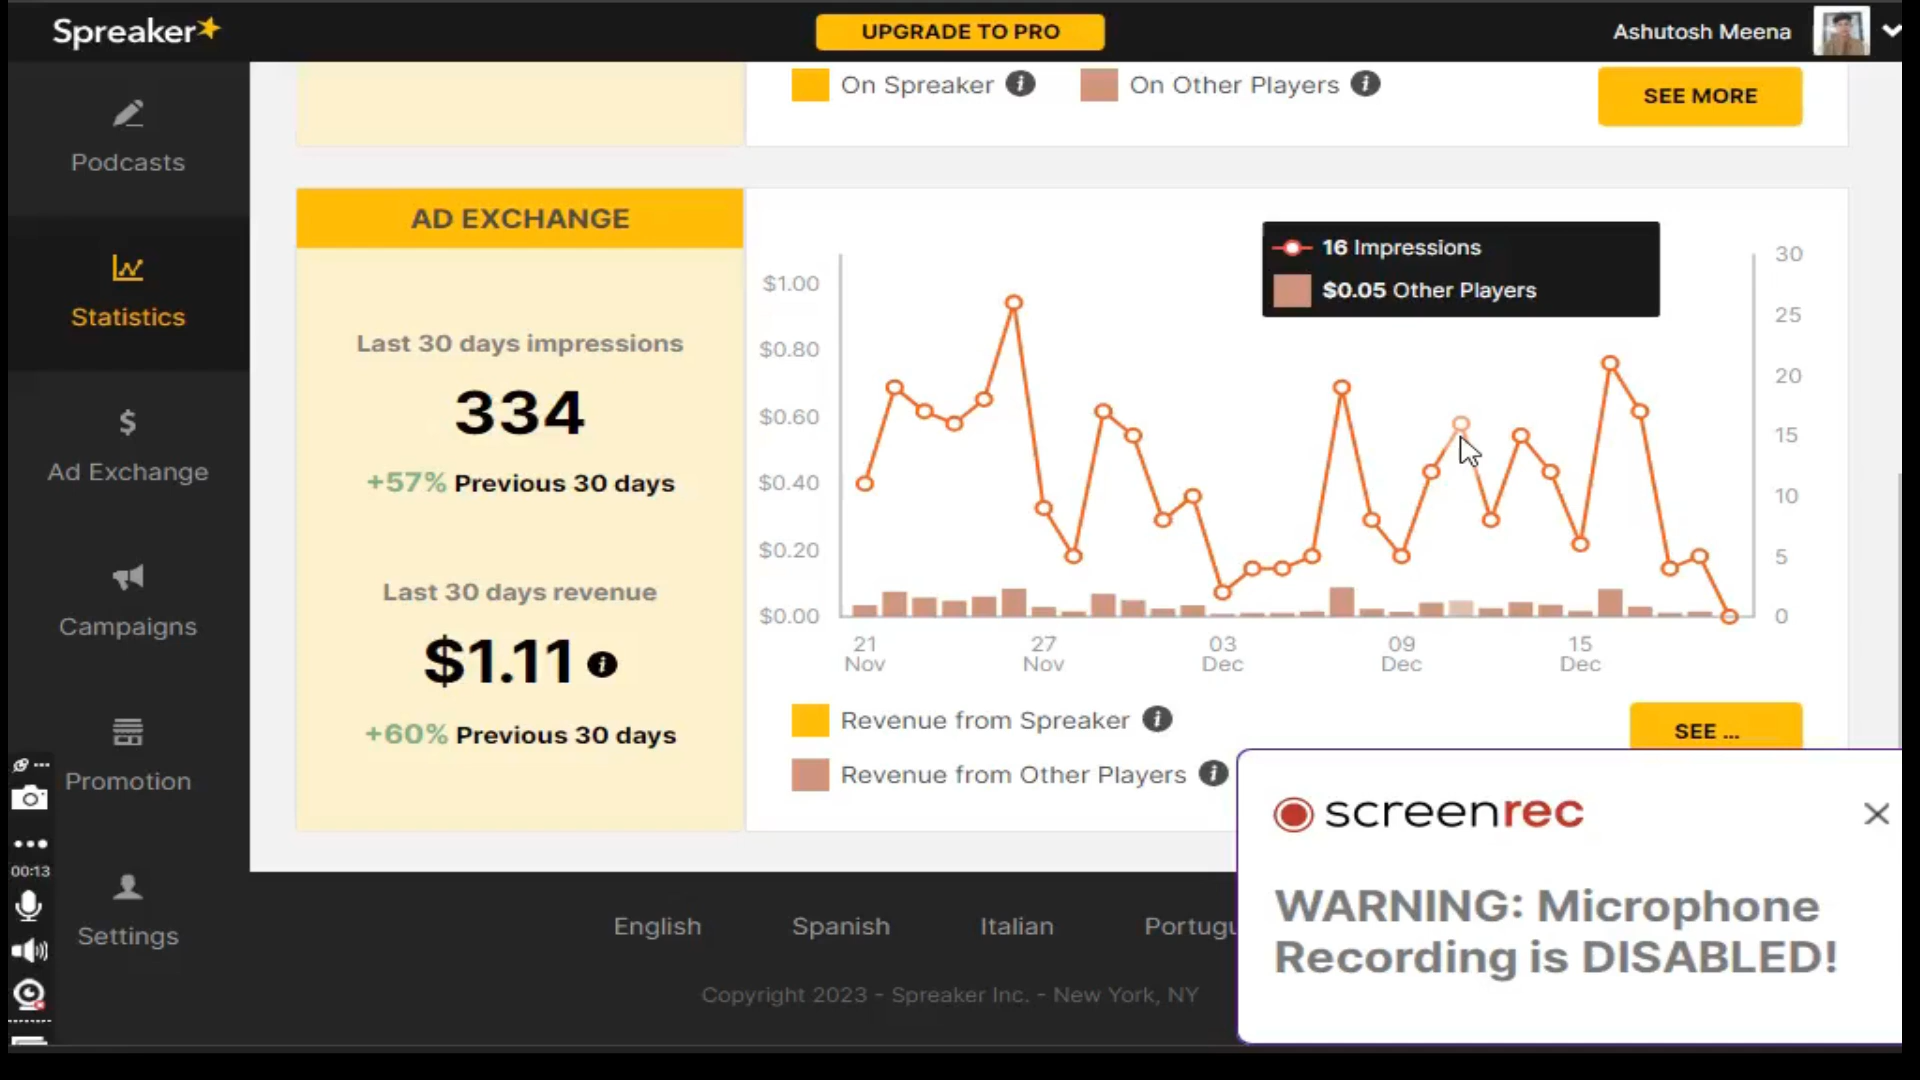 Spreaker
UPGRADE TO PRO
Ashutosh Meena
Podcasts
Statistics
Ad Exchange
Campaigns
Promotion
Settings
00:13
On Spreaker
On Other Players
SEE MORE
AD EXCHANGE
Last 30 days impressions
334
+57% Previous 30 days
Last 30 days revenue
$1.11
+60% Previous 30 days
16 Impressions
$0.05 Other Players
$1.00
$0.80
$0.60
$0.40
$0.20
$0.00
30
25
20
15
10
5
0
21
Nov
27
Nov
03
Dec
09
Dec
15
Dec
Revenue from Spreaker
Revenue from Other Players
SEE ...
screenrec
WARNING: Microphone
Recording is DISABLED!
English
Spanish
Italian
Portugu
Copyright 2023 - Spreaker Inc. - New York, NY